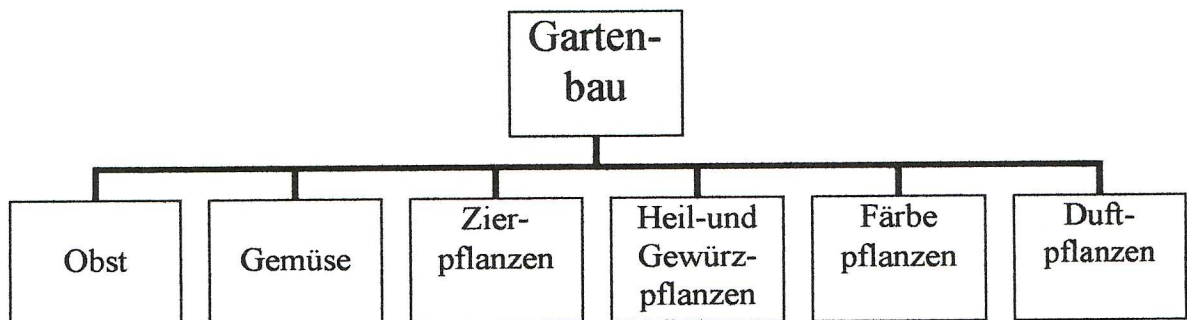 Garten-
bau
Obst
Gemüse
Zier-
pflanzen
Heil-und
Gewürz-
pflanzen
Färbe
pflanzen
Duft-
pflanzen